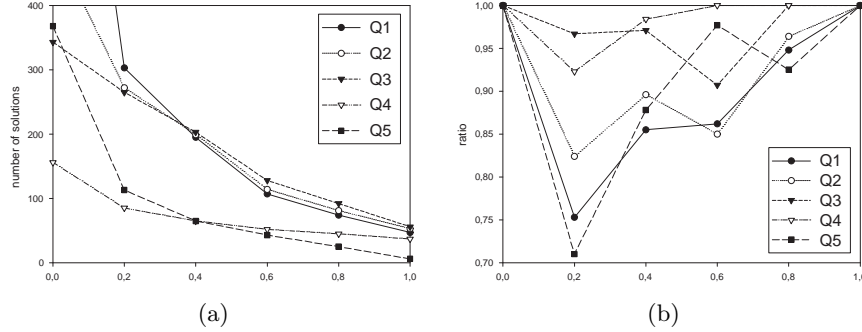 number of solutions
400
300
200
100
0
0,0 0,2 0,4 0,6 0,8 1,0
Q1
Q2
Q3
Q4
Q5
(a)
ratio
1,00
0,95
0,90
0,85
0,80
0,75
0,70
0,0 0,2 0,4 0,6 0,8 1,0
Q1
Q2
Q3
Q4
Q5
(b)